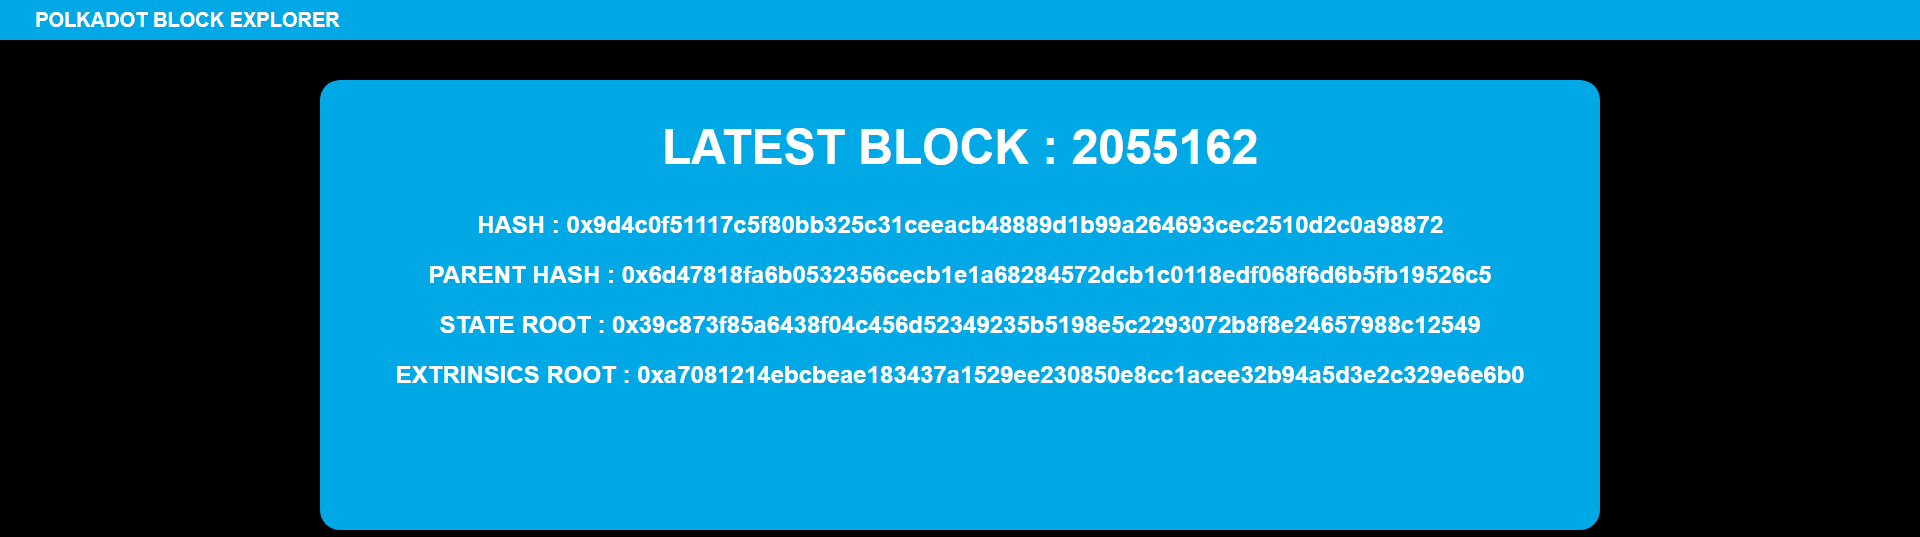 POLKADOT BLOCK EXPLORER
LATEST BLOCK : 2055162
HASH : 0x9d4c0f51117c5f80bb325c31ceeacb48889d1b99a264693cec2510d2c0a98872
PARENT HASH : 0x6d47818fa6b0532356cecb1e1a68284572dcb1c0118edf068f6d6b5fb19526c5
STATE ROOT : 0x39c873f85a6438f04c456d52349235b5198e5c2293072b8f8e24657988c12549
EXTRINSICS ROOT : 0xa7081214ebcbeae183437a1529ee230850e8cc1acee32b94a5d3e2c329e6e6b0